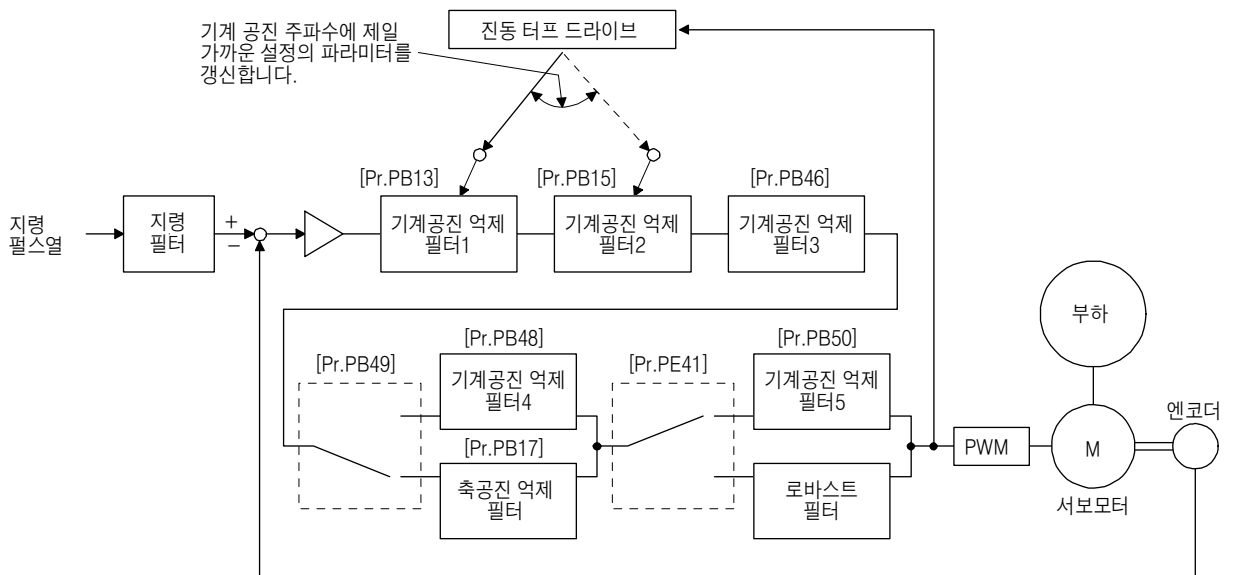 기계 공진 주파수에 제일
가까운 설정의 파라미터를
갱신합니다.
진동 터프 드라이브
[Pr.PB13]
[Pr.PB15]
[Pr.PB46]
지령
펄스열
지령
필터
+
−
기계공진 억제
필터1
기계공진 억제
필터2
기계공진 억제
필터3
부하
[Pr.PB49]
[Pr.PB48]
기계공진 억제
필터4
[Pr.PE41]
[Pr.PB50]
기계공진 억제
필터5
엔코더
[Pr.PB17]
축공진 억제
필터
로바스트
필터
PWM
M
서보모터